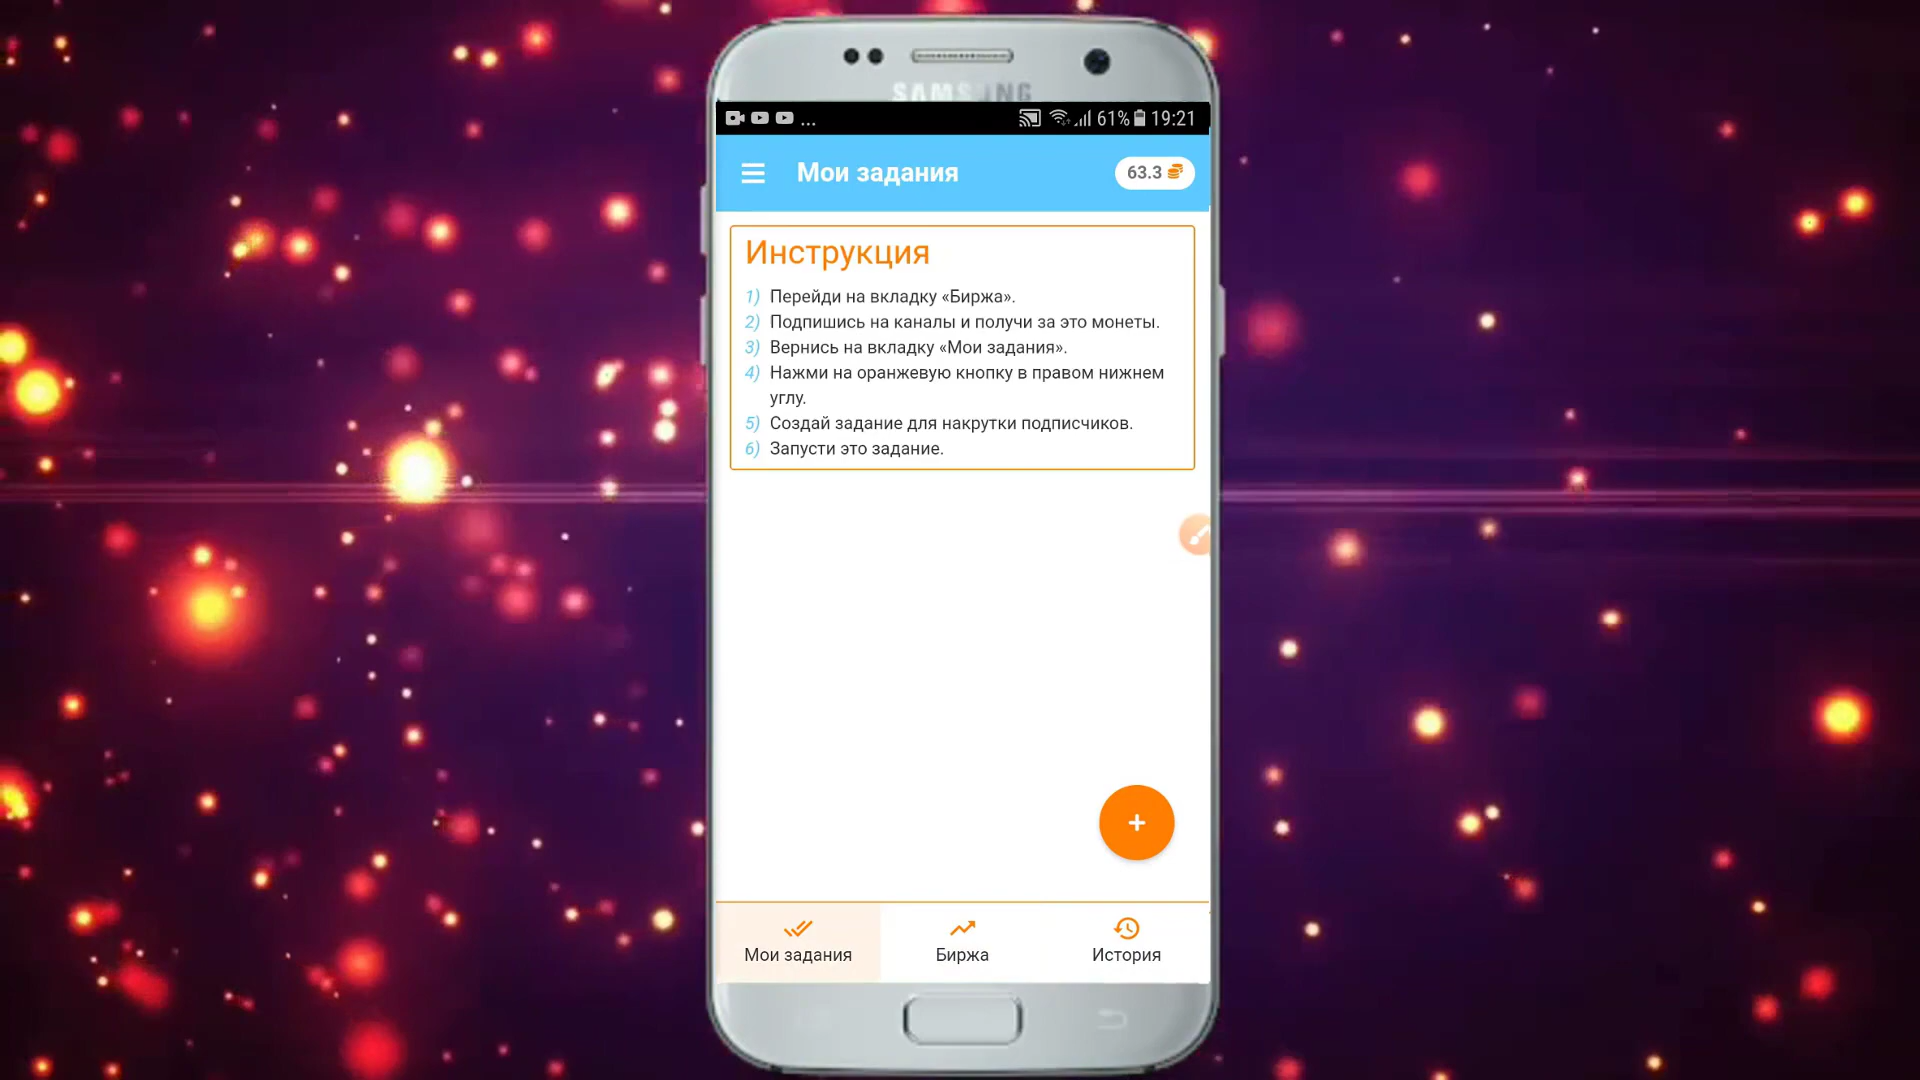 SAMSUNG
... 61% 19:21
Мои задания 63.3
Инструкция
1) Перейди на вкладку «Биржа».
2) Подпишись на каналы и получи за это монеты.
3) Вернись на вкладку «Мои задания».
4) Нажми на оранжевую кнопку в правом нижнем
углу.
5) Создай задание для накрутки подписчиков.
6) Запусти это задание.
+
Мои задания Биржа История